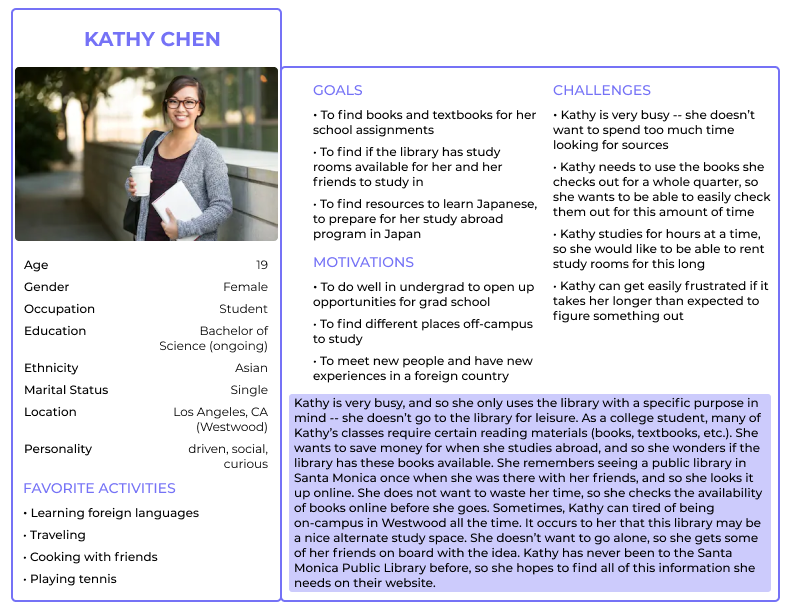 KATHY CHEN
Age 19
Gender Female
Occupation Student
Education Bachelor of
Science (ongoing)
Ethnicity Asian
Marital Status Single
Location Los Angeles, CA
(Westwood)
Personality driven, social,
curious
FAVORITE ACTIVITIES
• Learning foreign languages
• Traveling
• Cooking with friends
• Playing tennis
GOALS
• To find books and textbooks for her
school assignments
• To find if the library has study
rooms available for her and her
friends to study in
• To find resources to learn Japanese,
to prepare for her study abroad
program in Japan
MOTIVATIONS
• To do well in undergrad to open up
opportunities for grad school
• To find different places off-campus
to study
• To meet new people and have new
experiences in a foreign country
CHALLENGES
• Kathy is very busy -- she doesn't
want to spend too much time
looking for sources
• Kathy needs to use the books she
checks out for a whole quarter, so
she wants to be able to easily check
them out for this amount of time
• Kathy studies for hours at a time,
so she would like to be able to rent
study rooms for this long
• Kathy can get easily frustrated if it
takes her longer than expected to
figure something out
Kathy is very busy, and so she only uses the library with a specific purpose in
mind -- she doesn't go to the library for leisure. As a college student, many of
Kathy's classes require certain reading materials (books, textbooks, etc.). She
wants to save money for when she studies abroad, and so she wonders if the
library has these books available. She remembers seeing a public library in
Santa Monica once when she was there with her friends, and so she looks it
up online. She does not want to waste her time, so she checks the availability
of books online before she goes. Sometimes, Kathy can tired of being
on-campus in Westwood all the time. It occurs to her that this library may be
a nice alternate study space. She doesn't want to go alone, so she gets some
of her friends on board with the idea. Kathy has never been to the Santa
Monica Public Library before, so she hopes to find all of this information she
needs on their website.